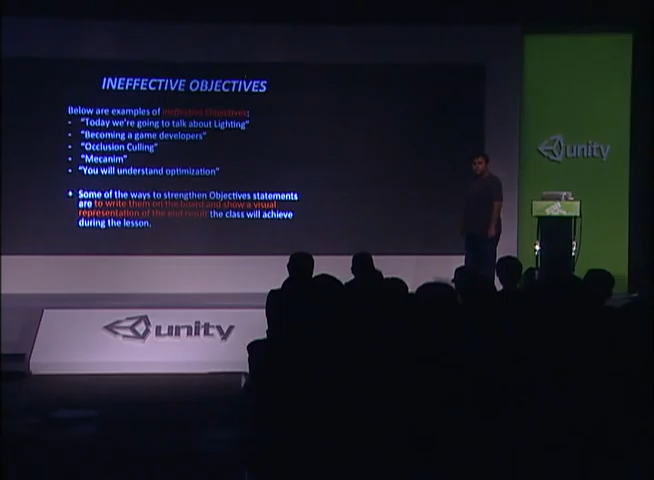 INEFFECTIVE OBJECTIVES
Below are examples of Ineffective Objectives:
- "Today we're going to talk about Lighting"
- "Becoming a game developers"
- "Occlusion Culling"
- "Mecanim"
- "You will understand optimization"
• Some of the ways to strengthen Objectives statements
are to write them on the board and show a visual
representation of the end result the class will achieve
during the lesson.
unity
unity